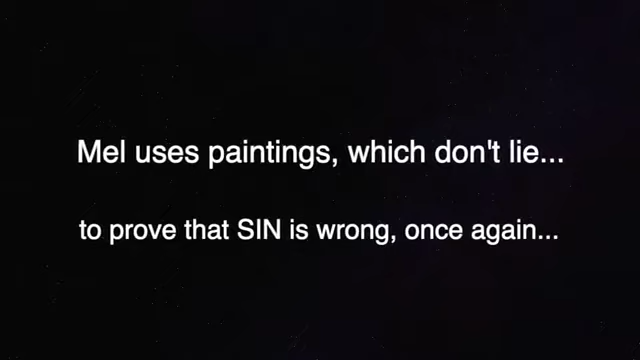 Mel uses paintings, which don't lie...
to prove that SIN is wrong, once again...